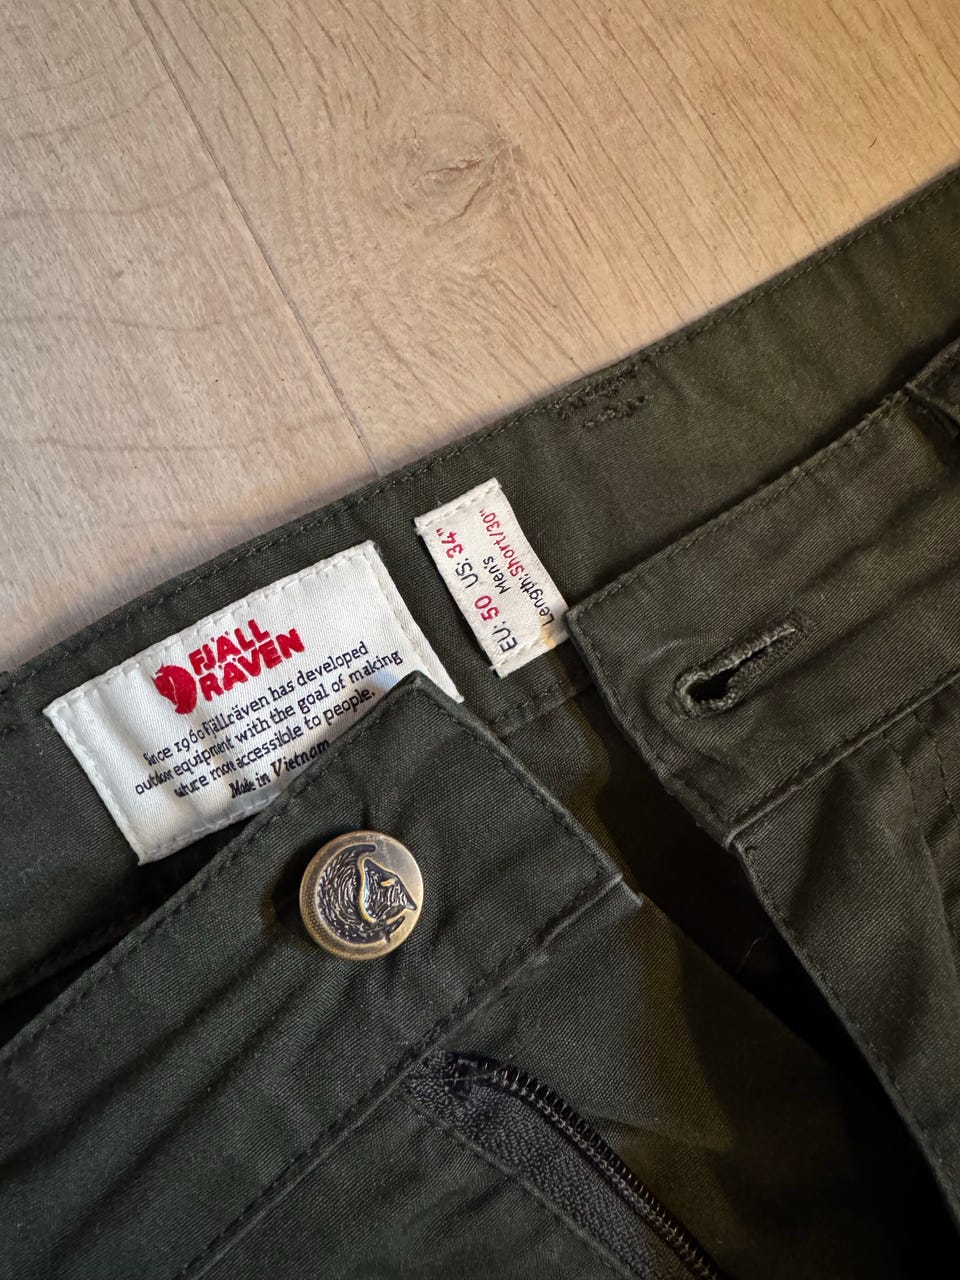 FJÄLL
RÄVEN
Since 1960 Fjällräven has developed
outdoor equipment with the goal of making
nature more accessible to people.
Made in Vietnam
EU: 50 US: 34"
Men's
Length: Short/30"